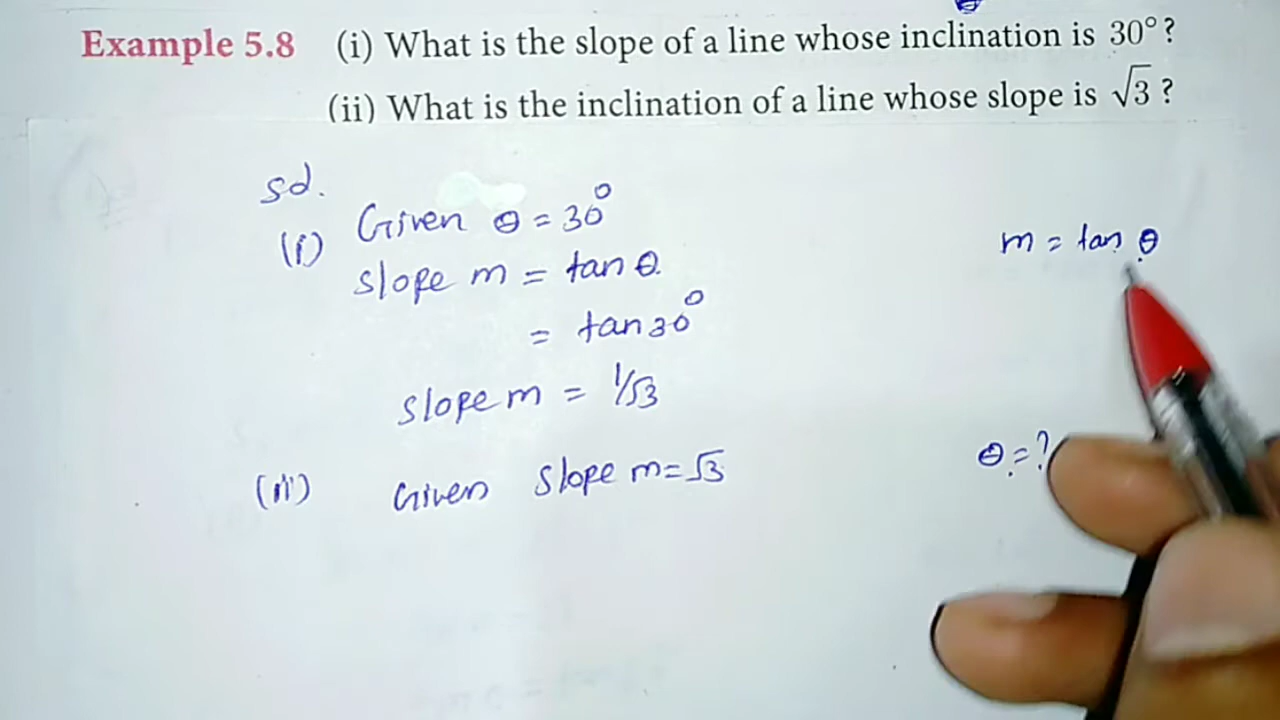 Example 5.8 (i) What is the slope of a line whose inclination is 30°?
(ii) What is the inclination of a line whose slope is √3 ?
Sol.
(i) Given θ = 30°
slope m = tan θ
= tan 30°
slope m = 1/√3
(ii) Given slope m = √3
m = tan θ
θ = ?